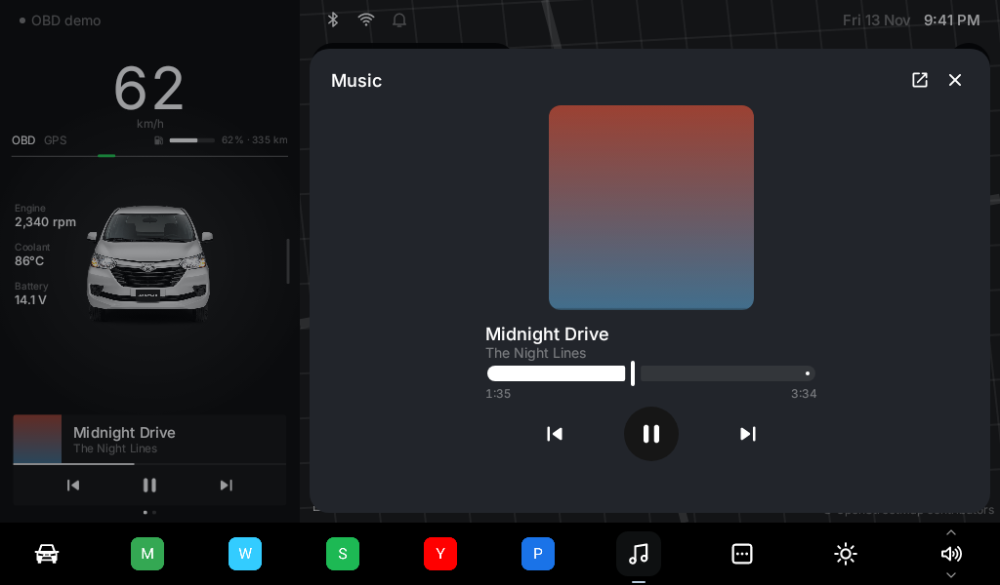 OBD demo
Fri 13 Nov 9:41 PM
62
km/h
OBD GPS
62% · 335 km
Engine
2,340 rpm
Coolant
86°C
Battery
14.1 V
Midnight Drive
The Night Lines
Music
Midnight Drive
The Night Lines
1:35 3:34
contributors
M W S Y P